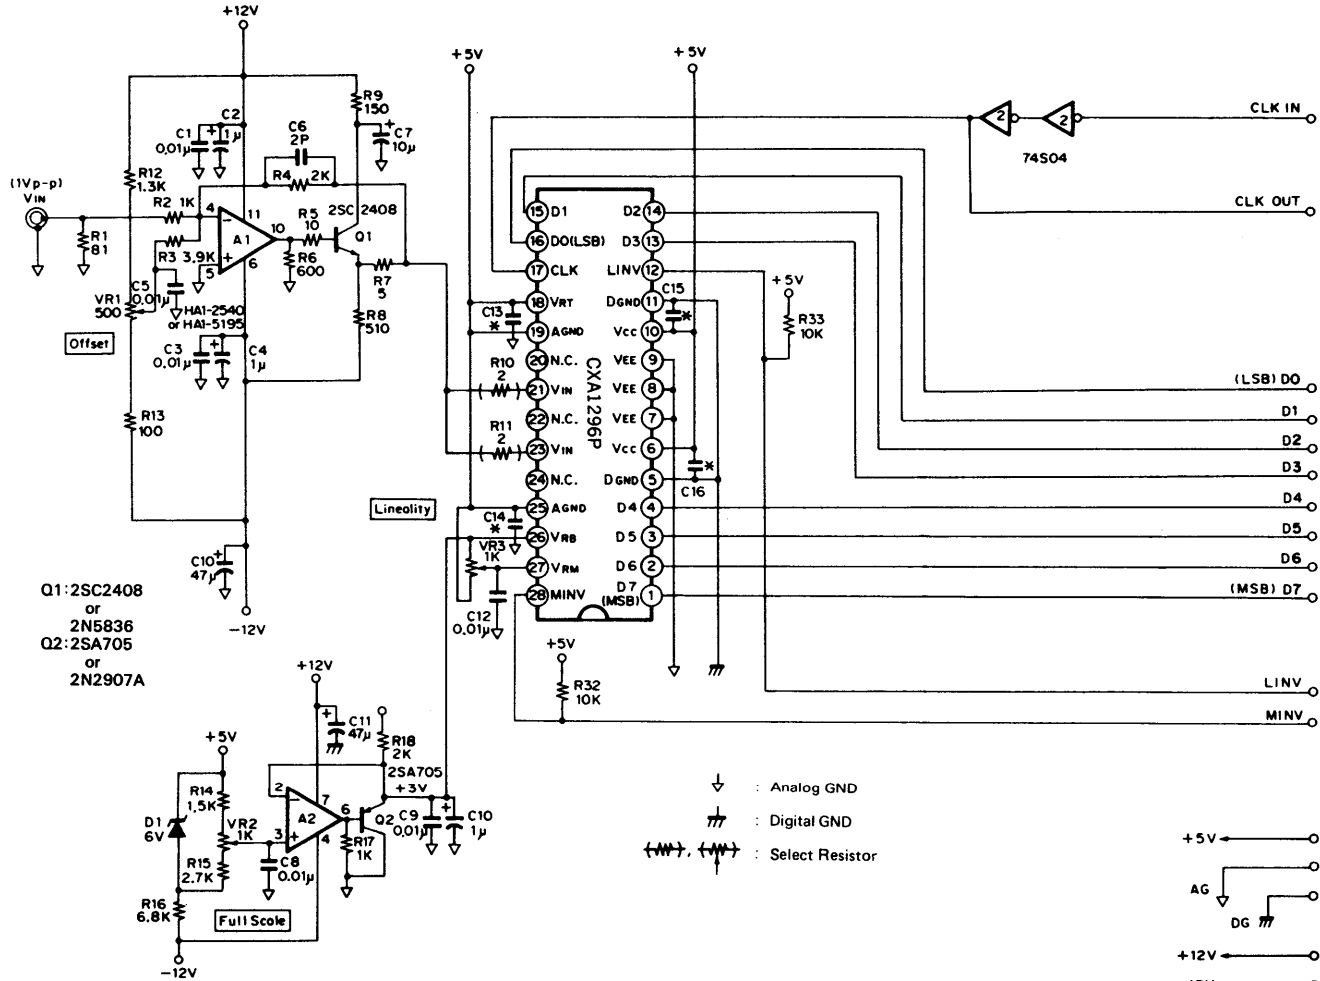 +12V
+5V
+5V
R9
150
C2
1μ
C1
0.01μ
+
+
C7
10μ
C6
2P
R4
2K
CLK IN
2
2
74S04
(1Vp-p)
VIN
R12
1.3K
R2 1K
4
11
10
R5
10
2SC 2408
Q1
A1
R1
81
R3 3.9K
+
5
6
R6
600
R7
5
C5
0.01μ
VR1
500
HA1-2540
or HA1-5195
R8
510
Offset
C3
0.01μ
+
C4
1μ
R13
100
CLK OUT
15 D1
D2 14
16 DO(LSB)
D3 13
17 CLK
LINV 12
18 VRT
DGND 11
19 AGND
VCC 10
20 N.C.
VEE 9
21 VIN
VEE 8
22 N.C.
VEE 7
23 VIN
VCC 6
24 N.C.
DGND 5
25 AGND
D4 4
26 VRB
D5 3
27 VRM
D6 2
28 MINV
D7
(MSB) 1
CXA1296P
C13
*
C15
*
+5V
R33
10K
R10
2
R11
2
*
C16
Lineolity
C14
*
VR3
1K
C12
0.01μ
(LSB) D0
D1
D2
D3
D4
D5
D6
(MSB) D7
C10
47μ
+
-12V
Q1:2SC2408
or
2N5836
Q2:2SA705
or
2N2907A
+5V
R32
10K
LINV
MINV
+12V
+
C11
47μ
R18
2K
2SA705
+3V
+5V
R14
1.5K
D1
6V
VR2
1K
2
7
A2
6
3
+
4
Q2
R17
1K
C9
0.01μ
+
C10
1μ
R15
2.7K
C8
0.01μ
R16
6.8K
Full Scale
-12V
: Analog GND
: Digital GND
, : Select Resistor
+5V
AG
DG
+12V